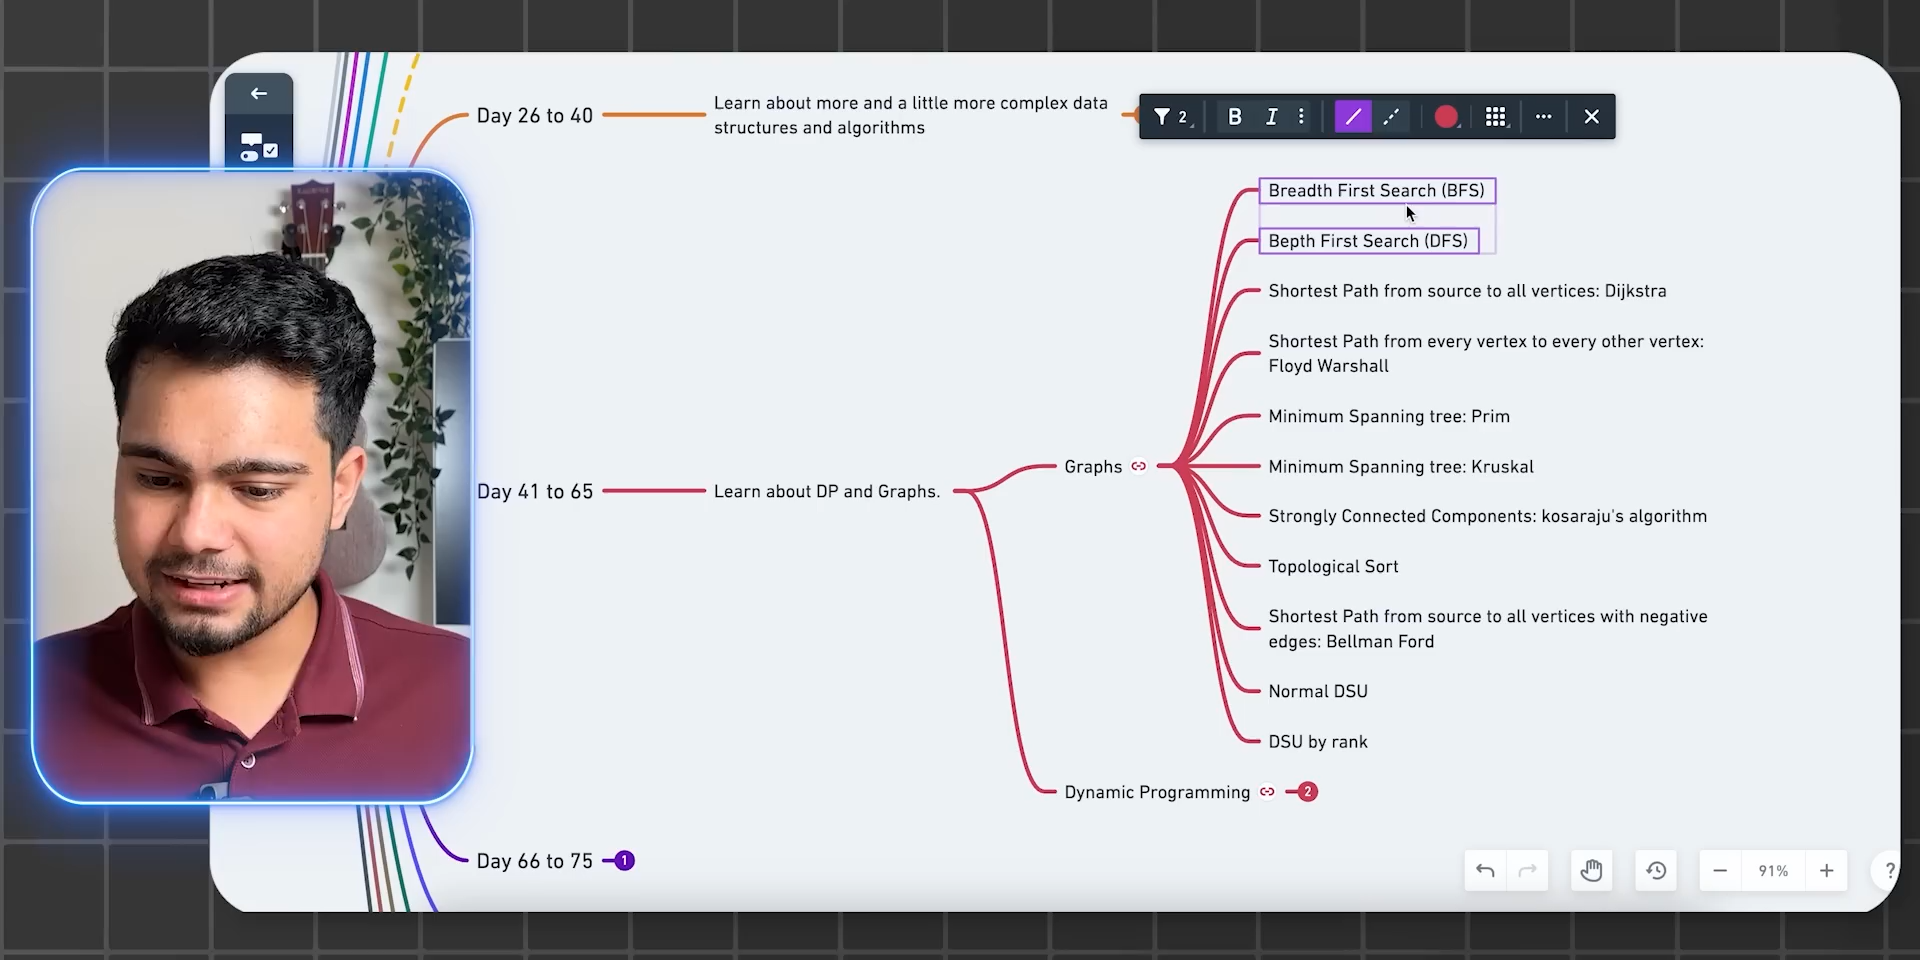 Day 26 to 40
Learn about more and a little more complex data
structures and algorithms
2
B
I
Breadth First Search (BFS)
Bepth First Search (DFS)
Shortest Path from source to all vertices: Dijkstra
Shortest Path from every vertex to every other vertex:
Floyd Warshall
Minimum Spanning tree: Prim
Day 41 to 65
Learn about DP and Graphs.
Graphs
Minimum Spanning tree: Kruskal
Strongly Connected Components: kosaraju's algorithm
Topological Sort
Shortest Path from source to all vertices with negative
edges: Bellman Ford
Normal DSU
DSU by rank
Dynamic Programming
2
Day 66 to 75
1
91%
?